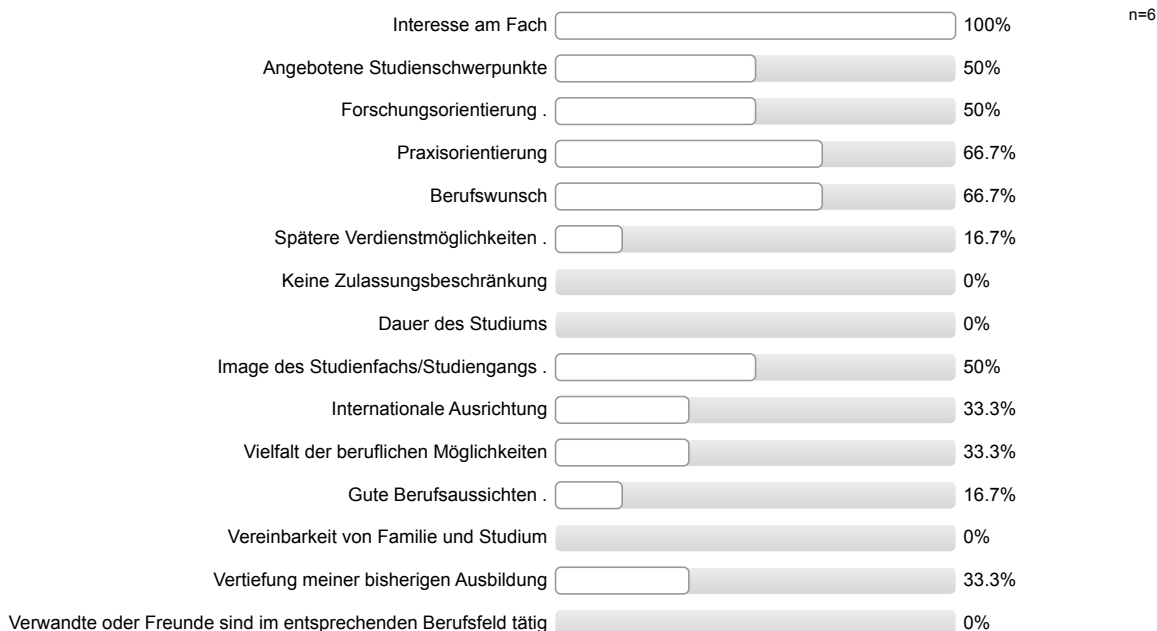 Interesse am Fach 100% n=6
Angebotene Studienschwerpunkte 50%
Forschungsorientierung . 50%
Praxisorientierung 66.7%
Berufswunsch 66.7%
Spätere Verdienstmöglichkeiten . 16.7%
Keine Zulassungsbeschränkung 0%
Dauer des Studiums 0%
Image des Studienfachs/Studiengangs . 50%
Internationale Ausrichtung 33.3%
Vielfalt der beruflichen Möglichkeiten 33.3%
Gute Berufsaussichten . 16.7%
Vereinbarkeit von Familie und Studium 0%
Vertiefung meiner bisherigen Ausbildung 33.3%
Verwandte oder Freunde sind im entsprechenden Berufsfeld tätig 0%